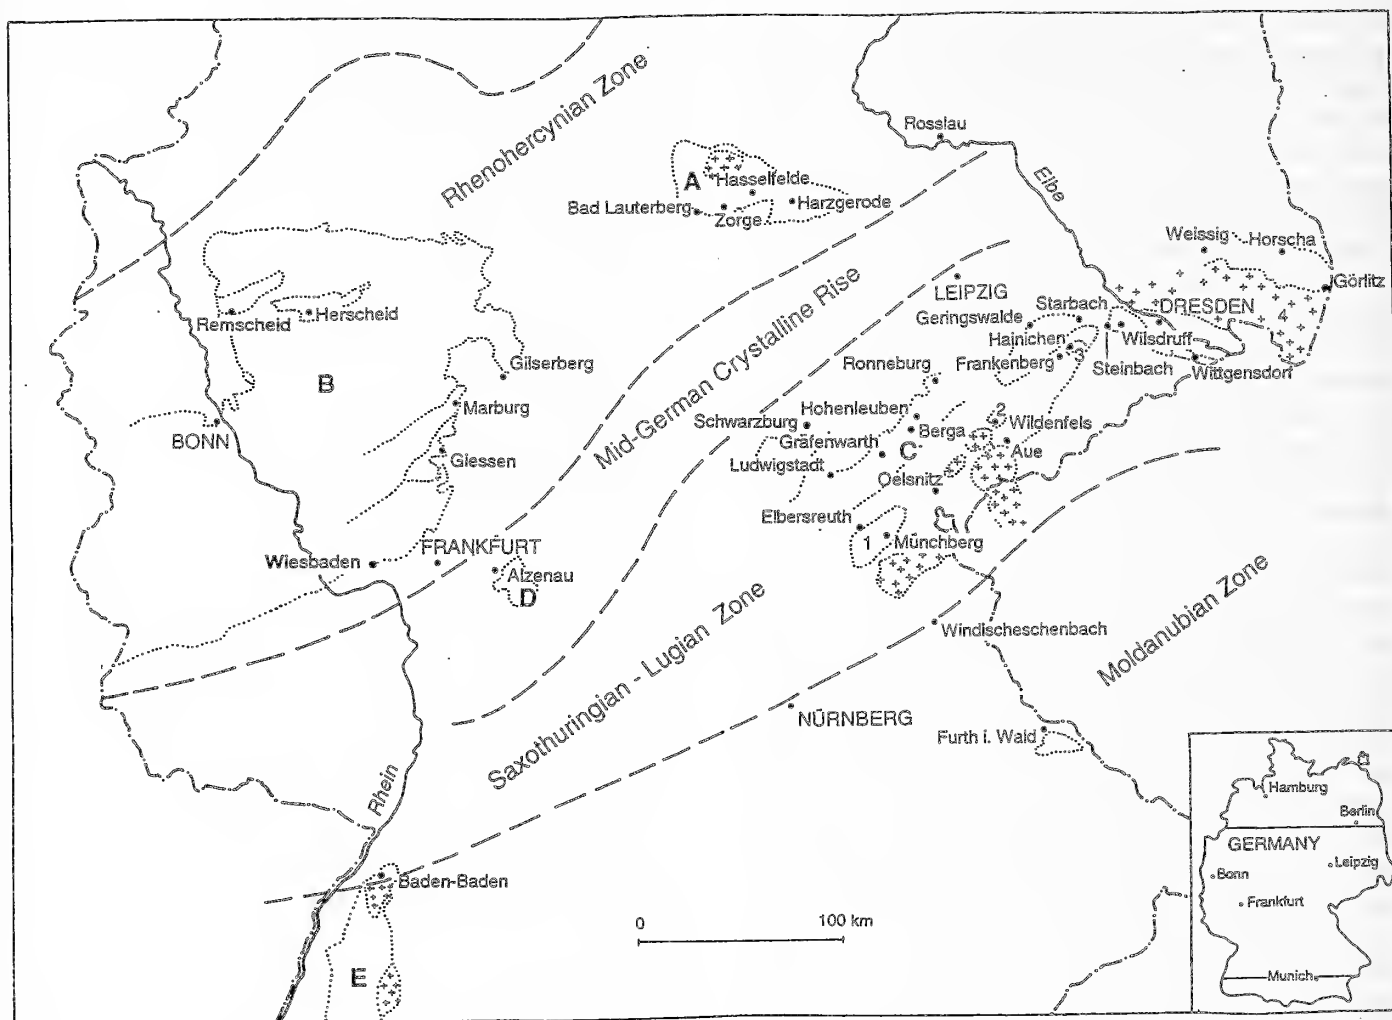 Rosslau
Rhenohercynian Zone
Elbe
A
Hasselfelde
Bad Lauterberg
Zorge
Harzgerode
Weissig
Horscha
Görlitz
Mid-German Crystalline Rise
LEIPZIG
Starbach
DRESDEN
4
Geringswalde
Hainichen
Wilsdruff
Remscheid
Herscheid
Ronneburg
Frankenberg
3
Steinbach
Wittgensdorf
Gilserberg
B
Marburg
Schwarzburg
Hohenleuben
2
Wildenfels
BONN
Gräfenwarth
Berga
Giessen
Ludwigstadt
C
Aue
Oelsnitz
Elbersreuth
1
Münchberg
Wiesbaden
FRANKFURT
Alzenau
D
Windischeschenbach
Moldanubian Zone
Saxothuringian - Lugian Zone
NÜRNBERG
Furth i. Wald
Rhein
Baden-Baden
E
0
100 km
Hamburg
Berlin
GERMANY
Leipzig
Bonn
Frankfurt
Munich